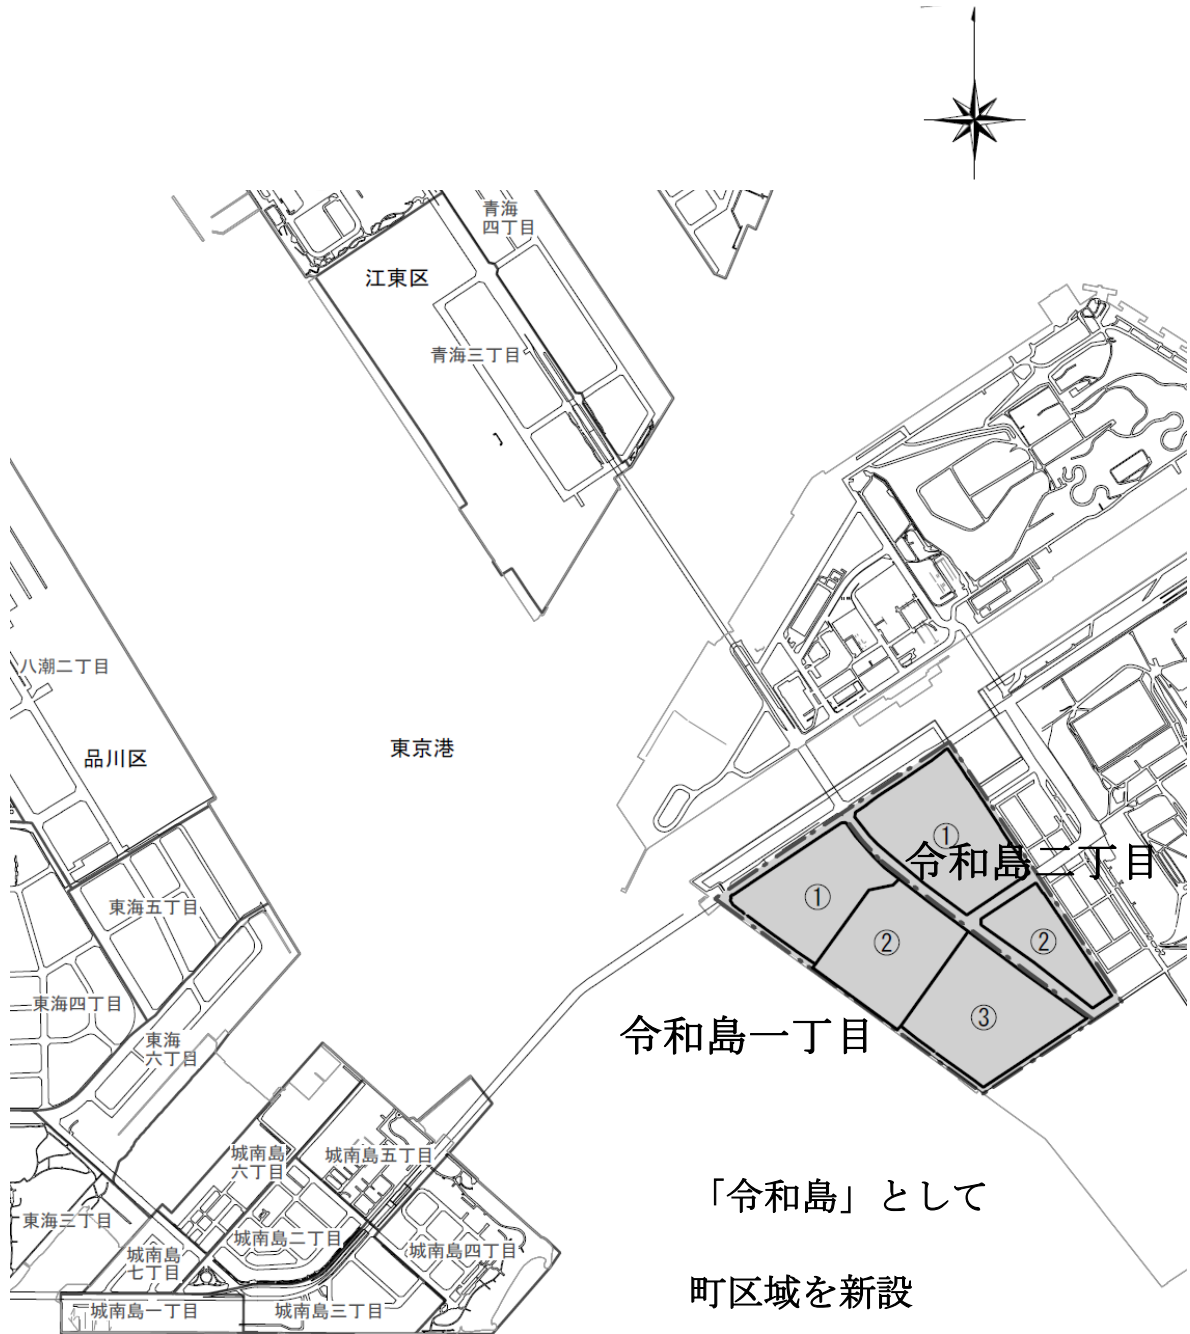 青海
四丁目
江東区
青海三丁目
八潮二丁目
品川区
東京港
①
令和島二丁目
①
②
②
③
東海五丁目
東海四丁目
東海
六丁目
令和島一丁目
城南島
六丁目
城南島五丁目
「令和島」として
町区域を新設
東海三丁目
城南島二丁目
城南島四丁目
城南島
七丁目
城南島一丁目
城南島三丁目